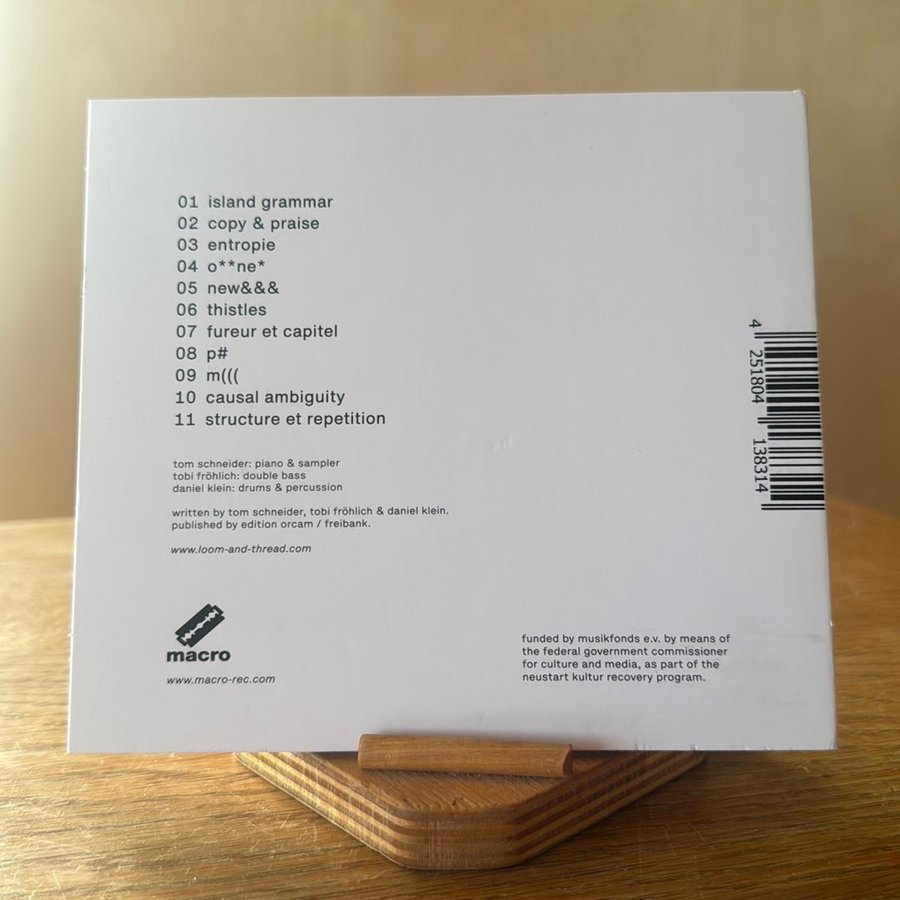 01 island grammar
02 copy & praise
03 entropie
04 o**ne*
05 new&&&
06 thistles
07 fureur et capitel
08 p#
09 m(((
10 causal ambiguity
11 structure et repetition
tom schneider: piano & sampler
tobi fröhlich: double bass
daniel klein: drums & percussion
written by tom schneider, tobi fröhlich & daniel klein.
published by edition orcam / freibank.
www.loom-and-thread.com
macro
www.macro-rec.com
funded by musikfonds e.v. by means of
the federal government commissioner
for culture and media, as part of the
neustart kultur recovery program.
4 251804 138314